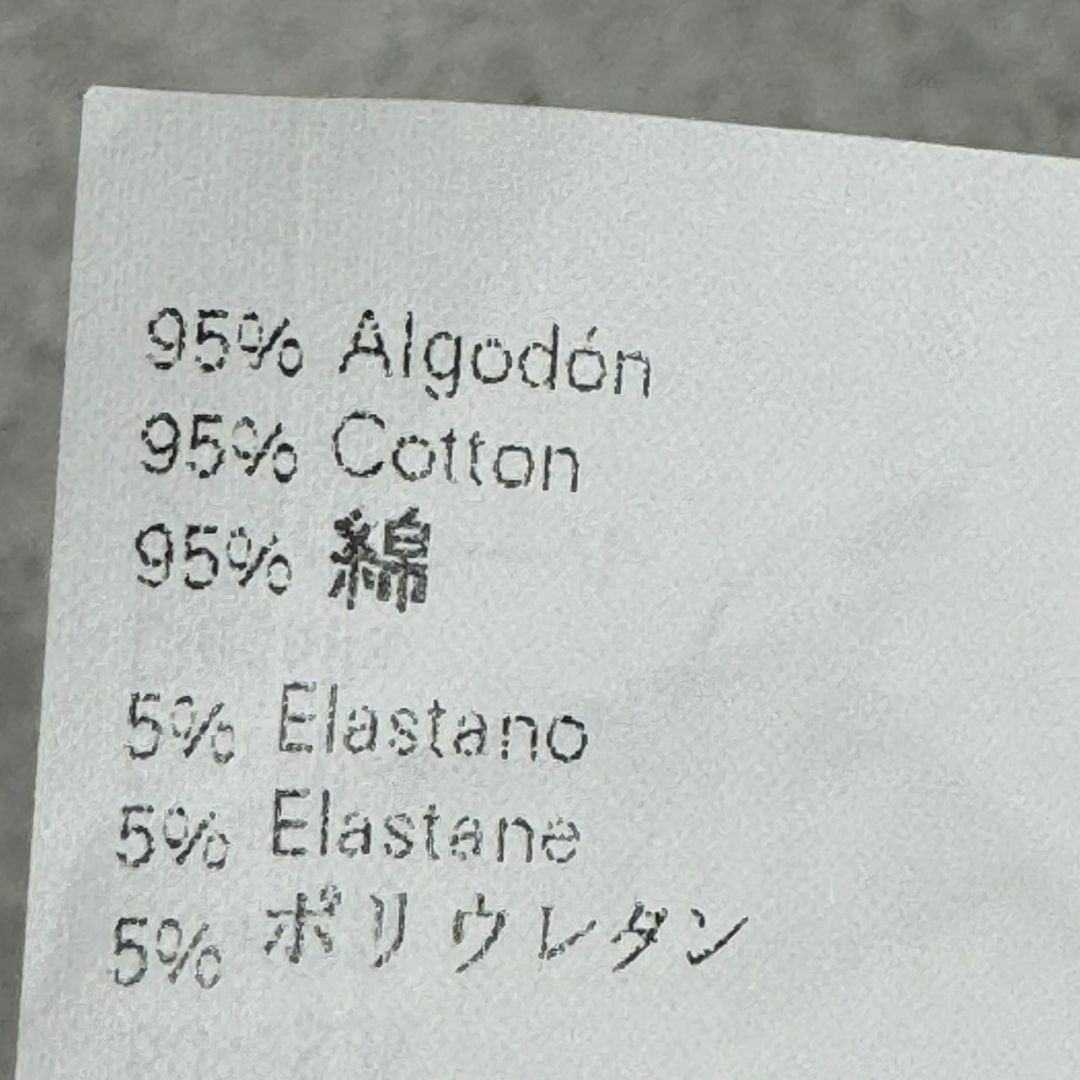 95% Algodón
95% Cotton
95% 綿
5% Elastano
5% Elastane
5% ポリウレタン